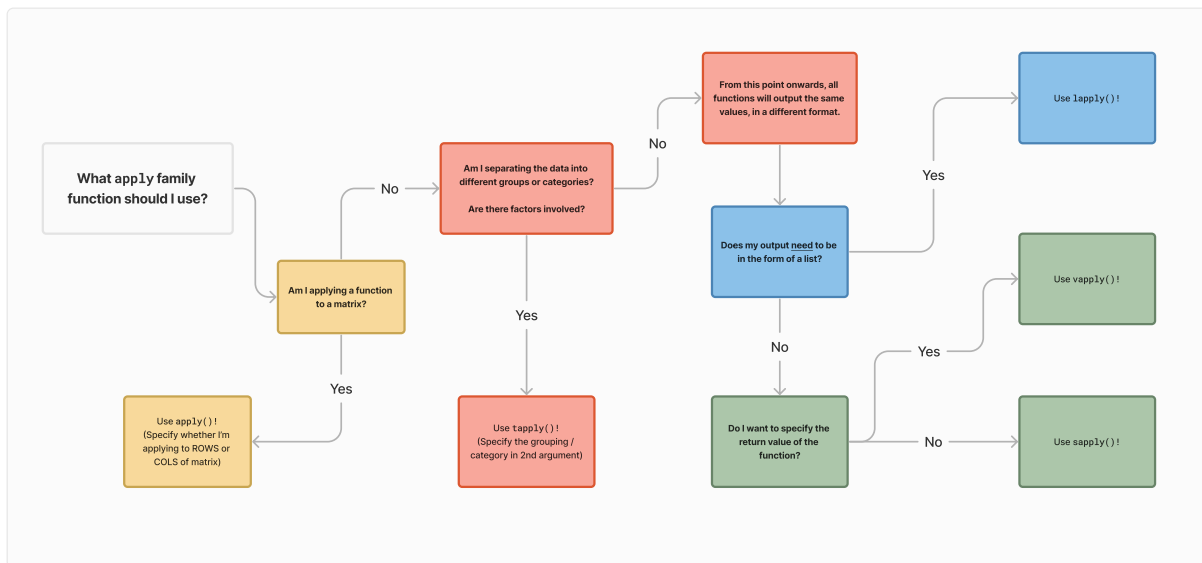 What apply family
function should I use?
Am I applying a function
to a matrix?
No
Yes
Use apply()!
(Specify whether I'm
applying to ROWS or
COLS of matrix)
Am I separating the data into
different groups or categories?
Are there factors involved?
No
Yes
Use tapply()!
(Specify the grouping /
category in 2nd argument)
From this point onwards, all
functions will output the same
values, in a different format.
Does my output need to be
in the form of a list?
Yes
Use lapply()!
No
Do I want to specify the
return value of the
function?
Yes
Use vapply()!
No
Use sapply()!